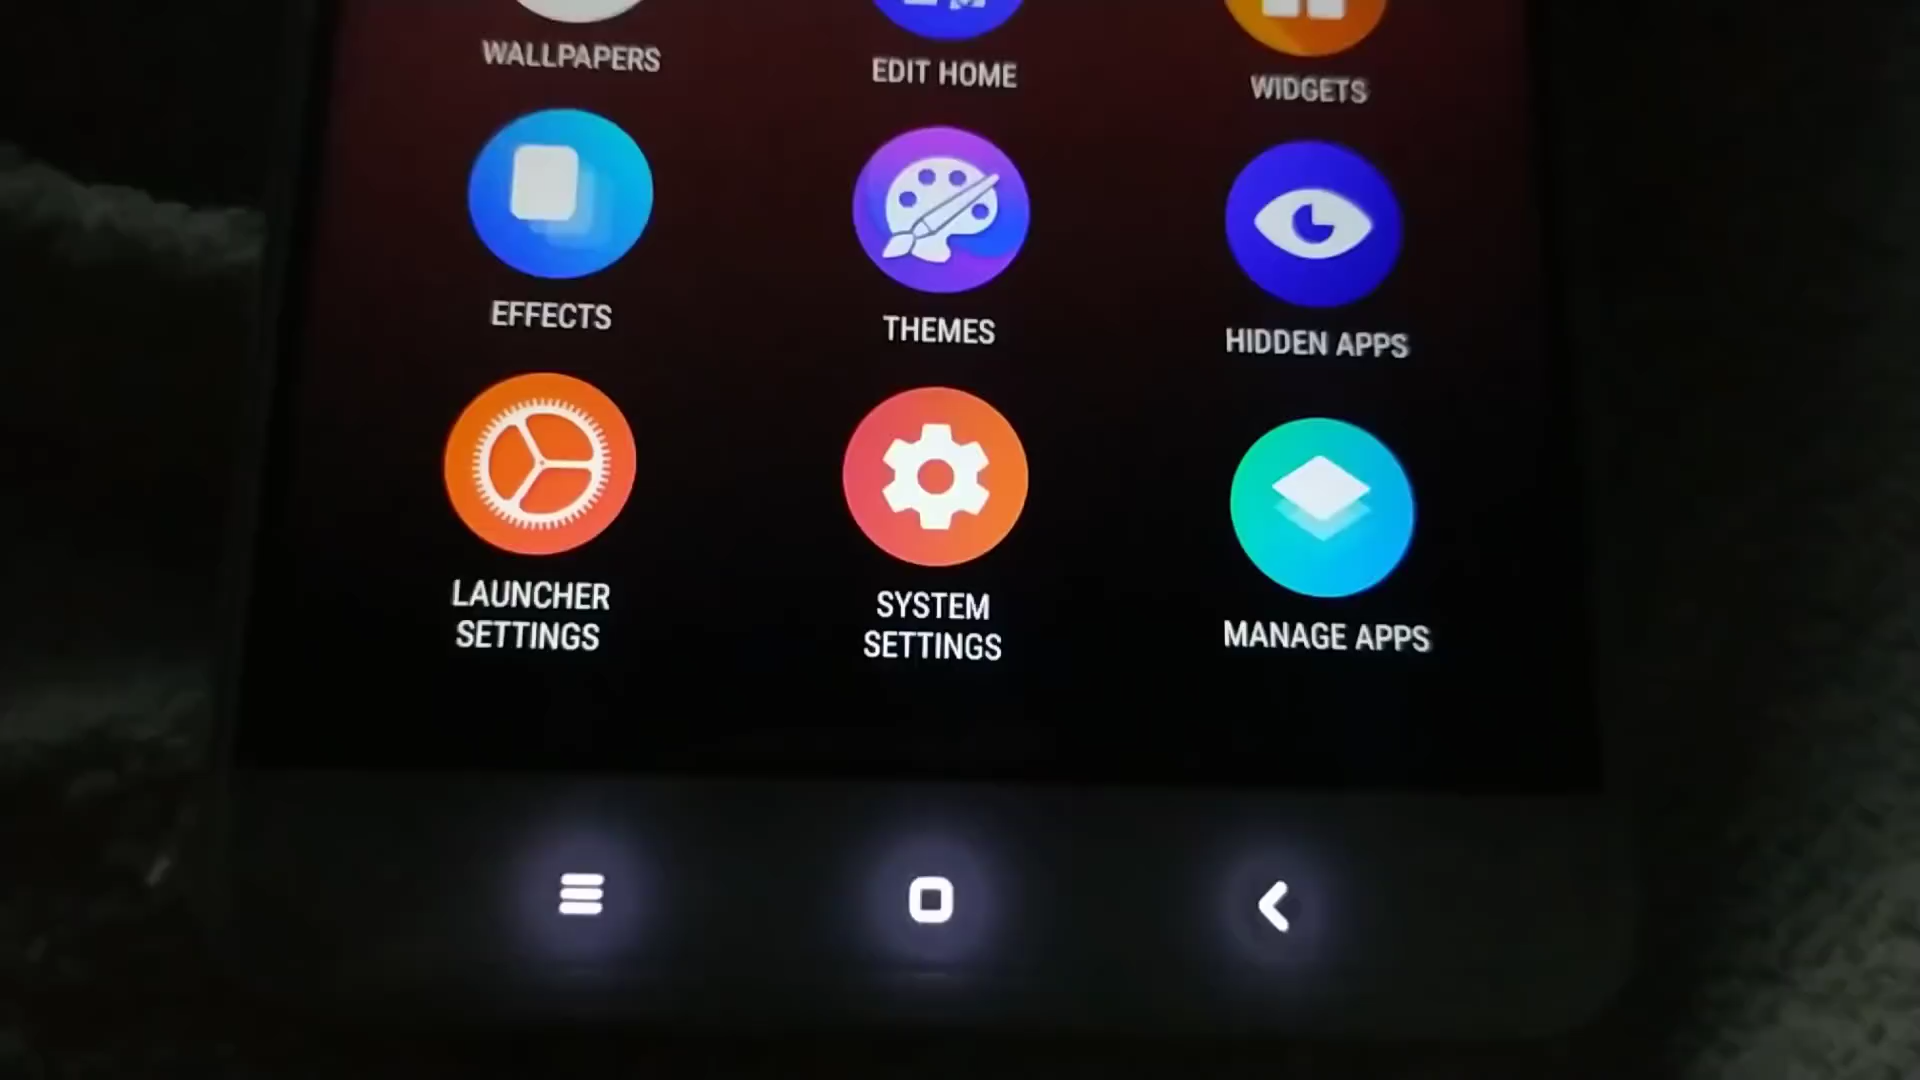 WALLPAPERS
EDIT HOME
WIDGETS
EFFECTS
THEMES
HIDDEN APPS
LAUNCHER
SETTINGS
SYSTEM
SETTINGS
MANAGE APPS